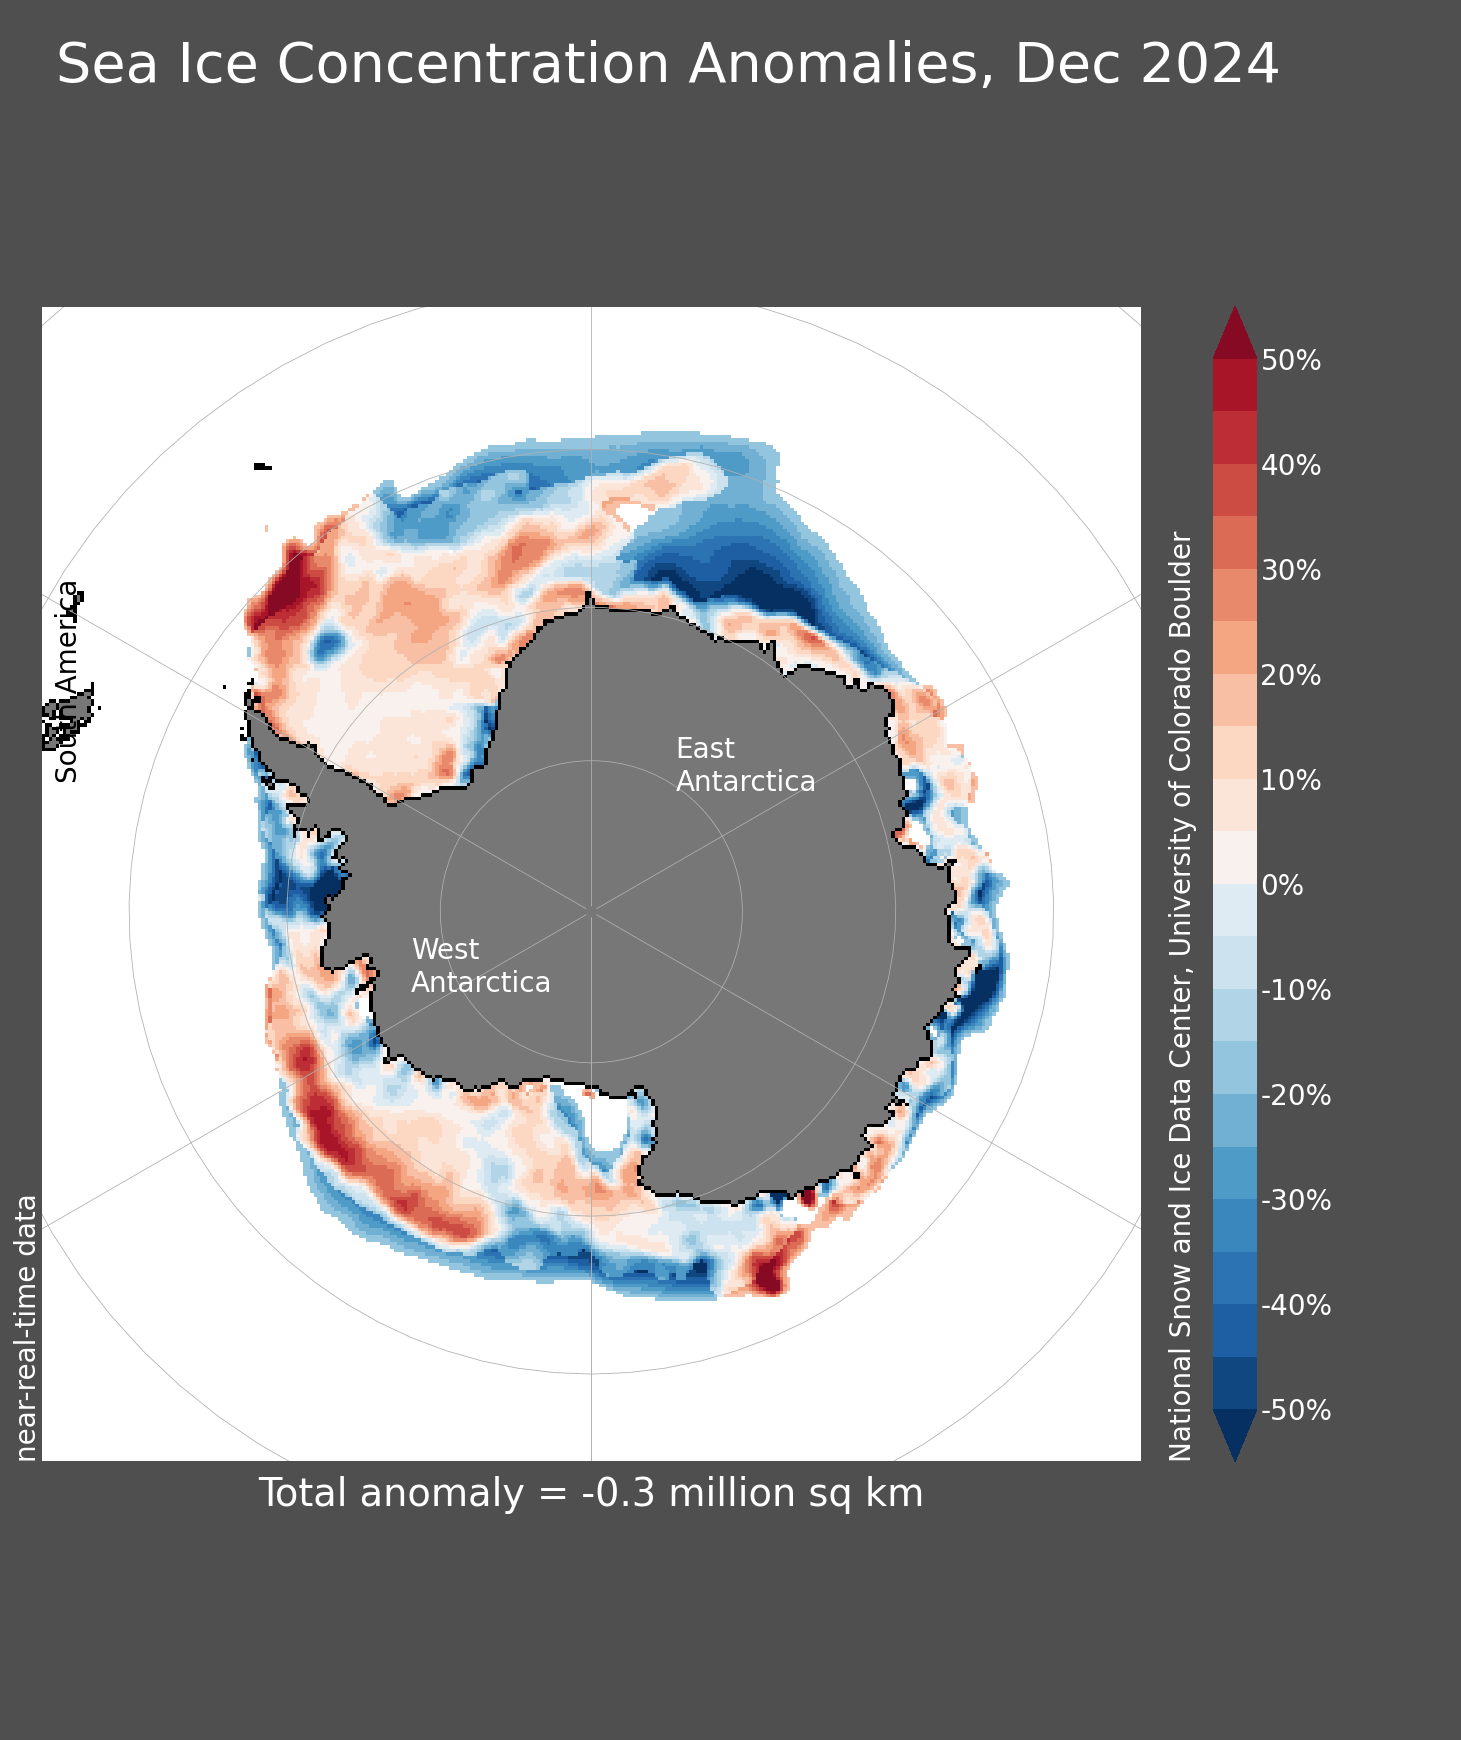 Sea Ice Concentration Anomalies, Dec 2024
South America
East
Antarctica
West
Antarctica
near-real-time data
National Snow and Ice Data Center, University of Colorado Boulder
50%
40%
30%
20%
10%
0%
-10%
-20%
-30%
-40%
-50%
Total anomaly = -0.3 million sq km